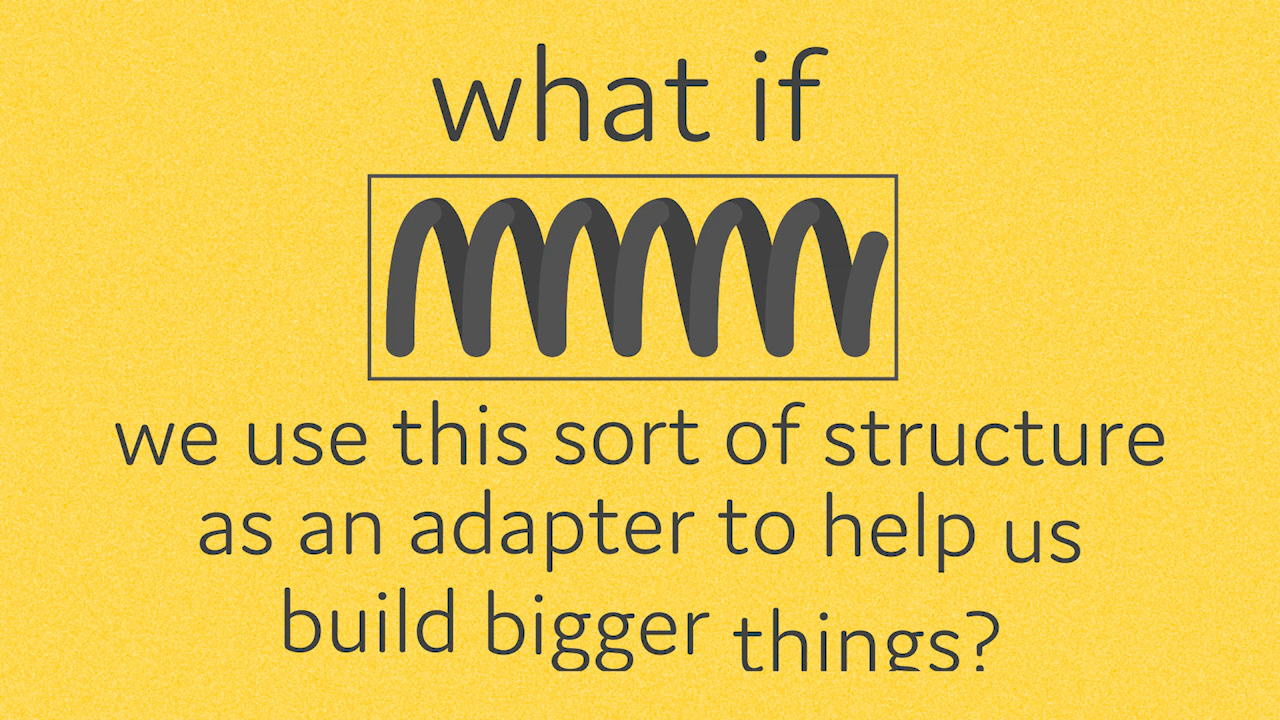 what if
we use this sort of structure
as an adapter to help us
build bigger things?